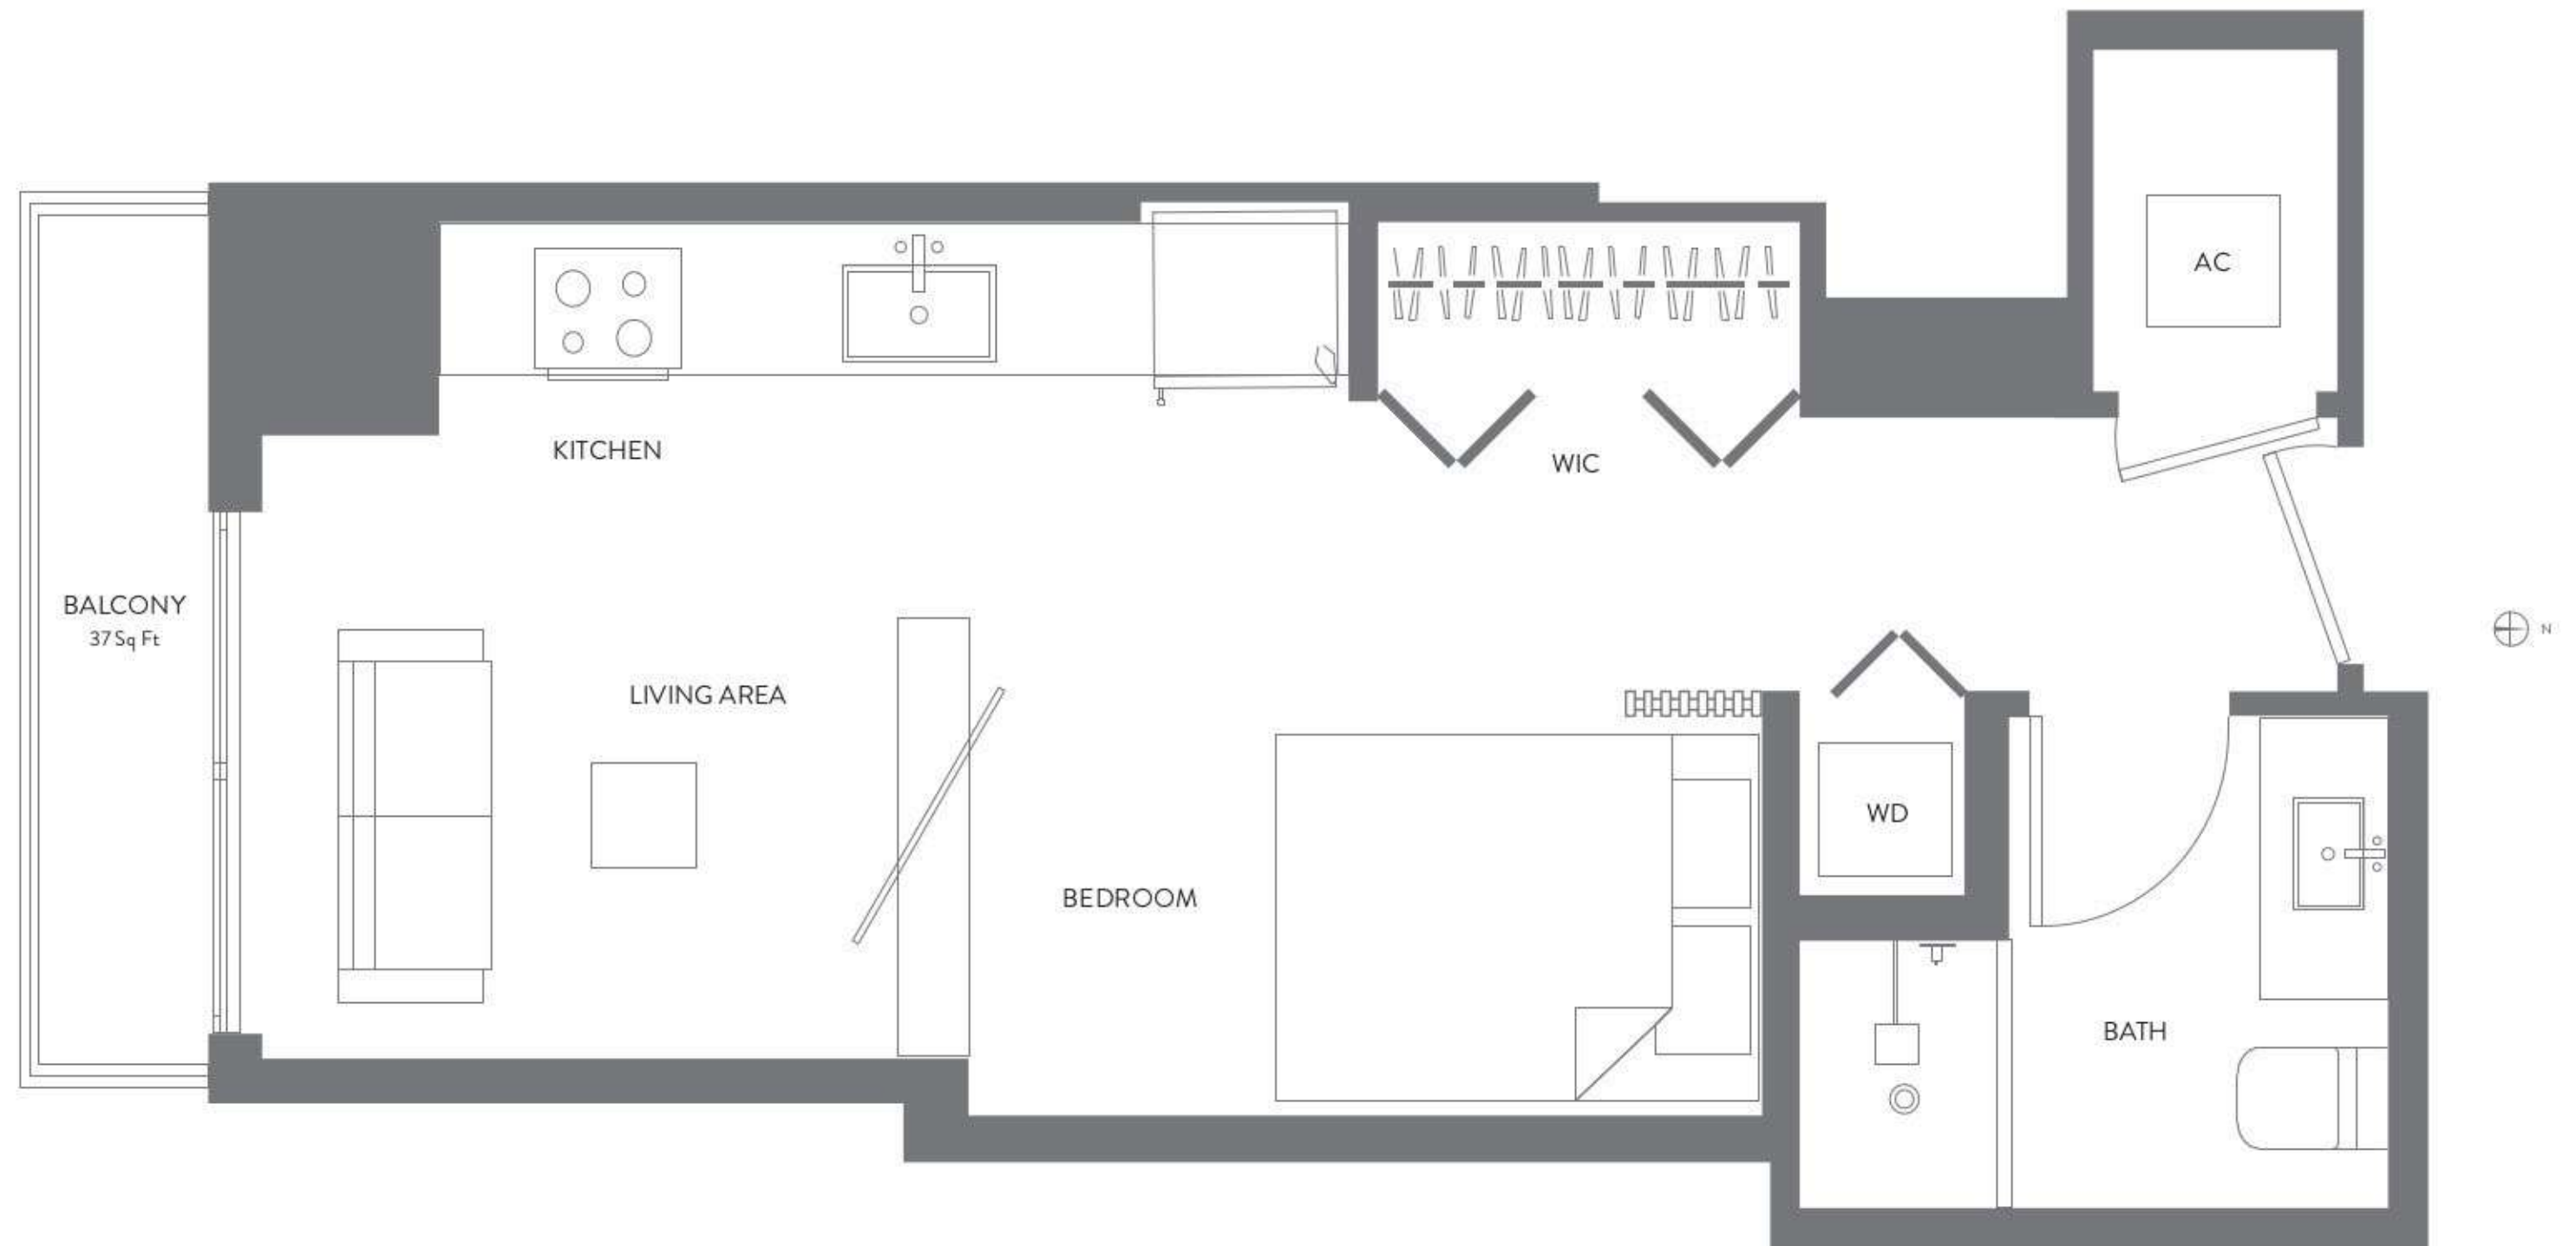 AC
KITCHEN
WIC
BALCONY
37 Sq Ft
N
LIVING AREA
WD
BEDROOM
BATH